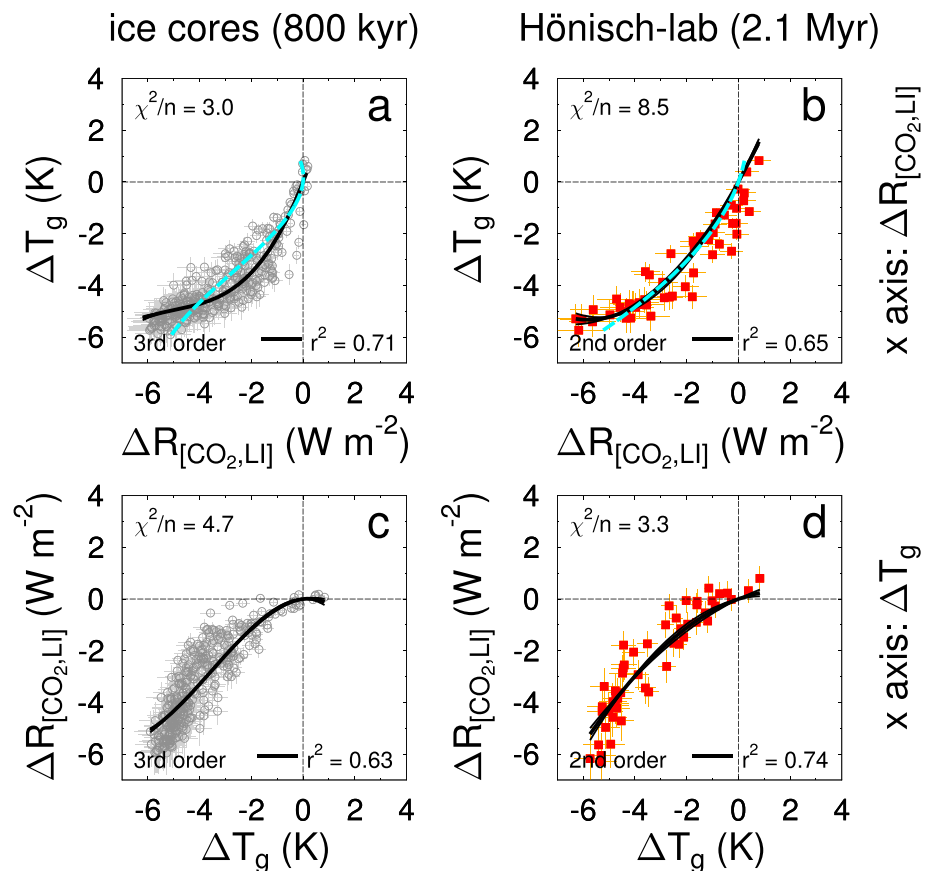 ice cores (800 kyr)
Hönisch-lab (2.1 Myr)
χ²/n = 3.0
a
4
2
0
-2
-4
-6
ΔT_g (K)
3rd order
r² = 0.71
-6 -4 -2 0 2 4
ΔR_[CO₂,LI] (W m⁻²)
χ²/n = 8.5
b
4
2
0
-2
-4
-6
ΔT_g (K)
2nd order
r² = 0.65
-6 -4 -2 0 2 4
ΔR_[CO₂,LI] (W m⁻²)
x axis: ΔR_[CO₂,LI]
χ²/n = 4.7
c
4
2
0
-2
-4
-6
ΔR_[CO₂,LI] (W m⁻²)
3rd order
r² = 0.63
-6 -4 -2 0 2 4
ΔT_g (K)
χ²/n = 3.3
d
4
2
0
-2
-4
-6
ΔR_[CO₂,LI] (W m⁻²)
2nd order
r² = 0.74
-6 -4 -2 0 2 4
ΔT_g (K)
x axis: ΔT_g